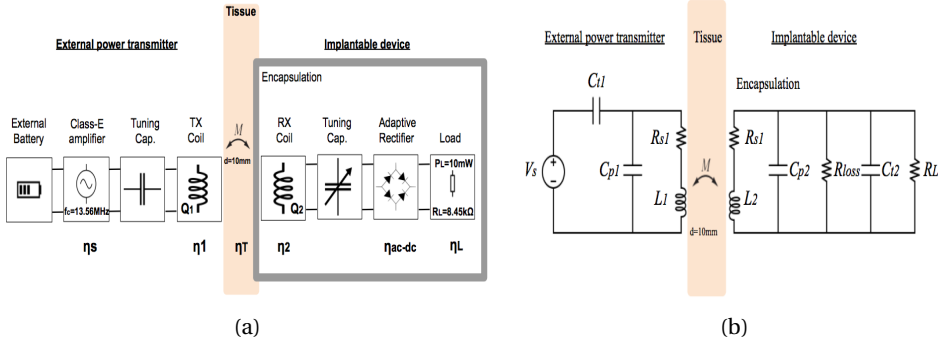 Tissue
External power transmitter
Implantable device
Encapsulation
External
Battery
Class-E
amplifier
Tuning
Cap.
TX
Coil
M
d=10mm
RX
Coil
Tuning
Cap.
Adaptive
Rectifier
Load
fc=13.56MHz
Q1
Q2
PL=10mW
RL=8.45kΩ
ηs
η1
ηT
η2
ηac-dc
ηL
(a)
External power transmitter
Tissue
Implantable device
Encapsulation
Ct1
Vs
Cp1
Rs1
L1
M
d=10mm
Rs1
L2
Cp2
Rloss
Ct2
RL
(b)